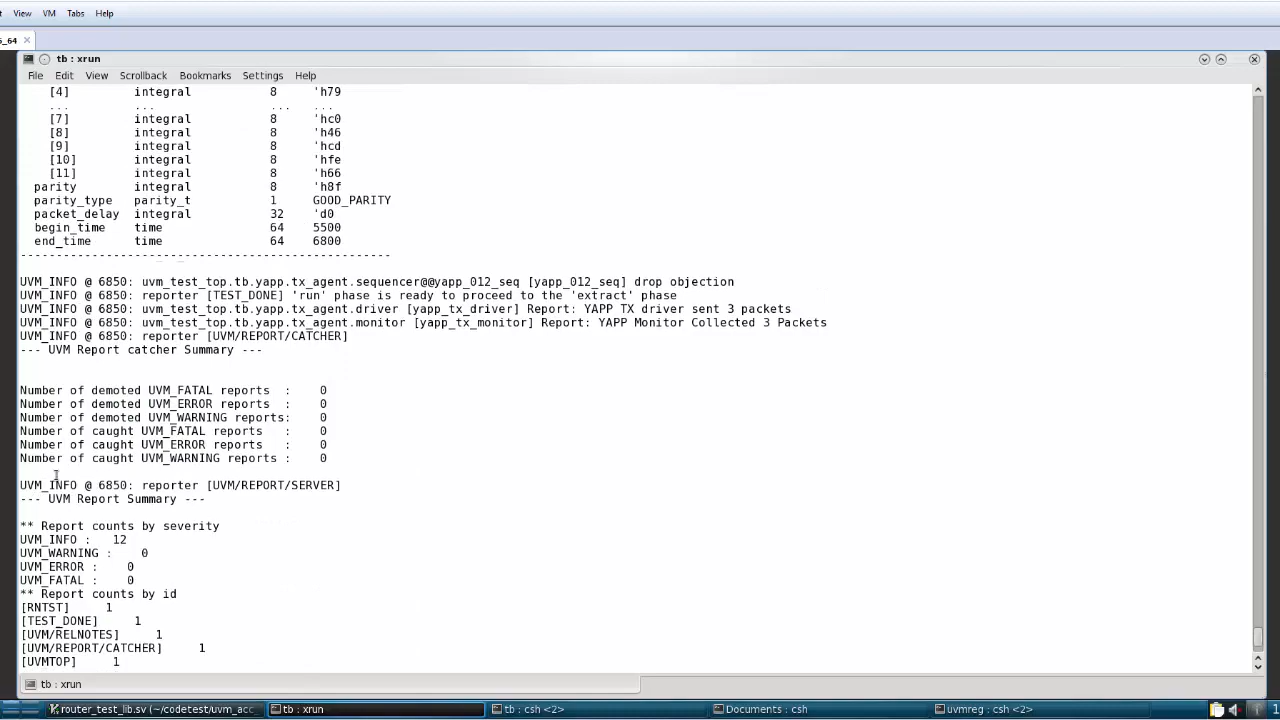 View VM Tabs Help
6_64
tb : xrun
File Edit View Scrollback Bookmarks Settings Help
[4] integral 8 'h79
... ... ... ...
[7] integral 8 'hc0
[8] integral 8 'h46
[9] integral 8 'hcd
[10] integral 8 'hfe
[11] integral 8 'h66
parity integral 8 'h8f
parity_type parity_t 1 GOOD_PARITY
packet_delay integral 32 'd0
begin_time time 64 5500
end_time time 64 6800
----------------------------------------------------
UVM_INFO @ 6850: uvm_test_top.tb.yapp.tx_agent.sequencer@@yapp_012_seq [yapp_012_seq] drop objection
UVM_INFO @ 6850: reporter [TEST_DONE] 'run' phase is ready to proceed to the 'extract' phase
UVM_INFO @ 6850: uvm_test_top.tb.yapp.tx_agent.driver [yapp_tx_driver] Report: YAPP TX driver sent 3 packets
UVM_INFO @ 6850: uvm_test_top.tb.yapp.tx_agent.monitor [yapp_tx_monitor] Report: YAPP Monitor Collected 3 Packets
UVM_INFO @ 6850: reporter [UVM/REPORT/CATCHER]
--- UVM Report catcher Summary ---
Number of demoted UVM_FATAL reports : 0
Number of demoted UVM_ERROR reports : 0
Number of demoted UVM_WARNING reports: 0
Number of caught UVM_FATAL reports : 0
Number of caught UVM_ERROR reports : 0
Number of caught UVM_WARNING reports : 0
UVM_INFO @ 6850: reporter [UVM/REPORT/SERVER]
--- UVM Report Summary ---
** Report counts by severity
UVM_INFO : 12
UVM_WARNING : 0
UVM_ERROR : 0
UVM_FATAL : 0
** Report counts by id
[RNTST] 1
[TEST_DONE] 1
[UVM/RELNOTES] 1
[UVM/REPORT/CATCHER] 1
[UVMTOP] 1
tb : xrun
router_test_lib.sv (~/codetest/uvm_acc tb : xrun tb : csh <2> Documents : csh uvmreg : csh <2>